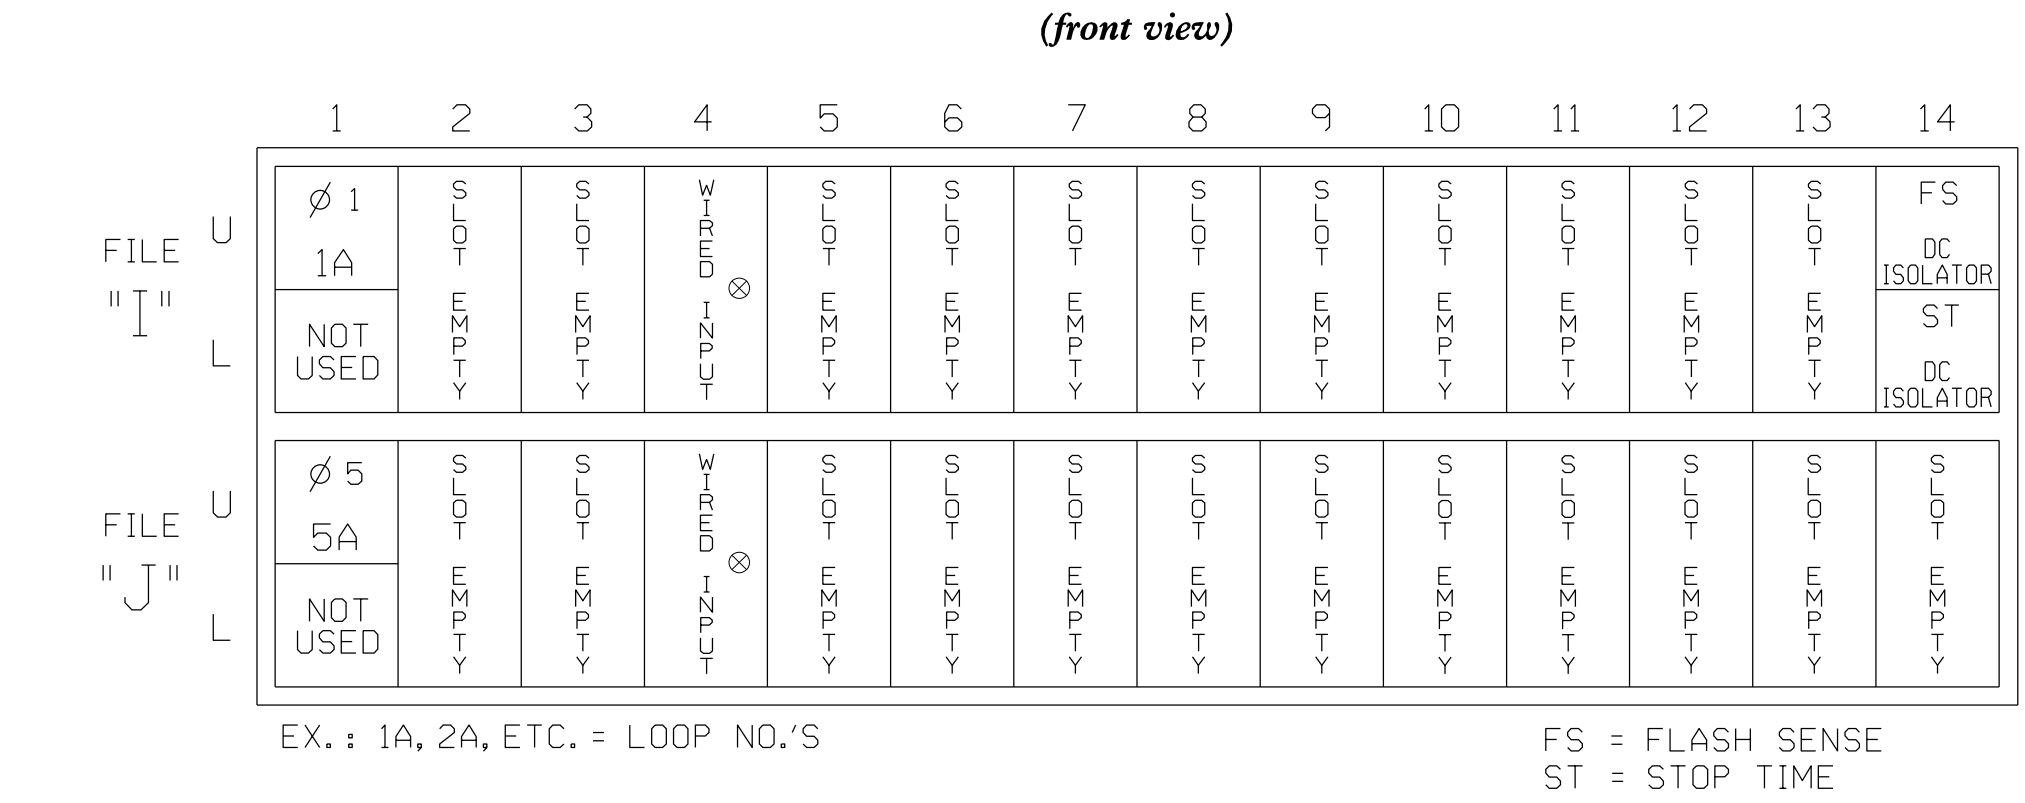 (front view)
1 2 3 4 5 6 7 8 9 10 11 12 13 14
FILE
"I"
U
L
Ø 1
1A
NOT
USED
SLOT EMPTY
SLOT EMPTY
WIRED INPUT
SLOT EMPTY
SLOT EMPTY
SLOT EMPTY
SLOT EMPTY
SLOT EMPTY
SLOT EMPTY
SLOT EMPTY
SLOT EMPTY
SLOT EMPTY
FS
DC
ISOLATOR
ST
DC
ISOLATOR
FILE
"J"
U
L
Ø 5
5A
NOT
USED
SLOT EMPTY
SLOT EMPTY
WIRED INPUT
SLOT EMPTY
SLOT EMPTY
SLOT EMPTY
SLOT EMPTY
SLOT EMPTY
SLOT EMPTY
SLOT EMPTY
SLOT EMPTY
SLOT EMPTY
SLOT EMPTY
EX.: 1A, 2A, ETC. = LOOP NO.'S
FS = FLASH SENSE
ST = STOP TIME